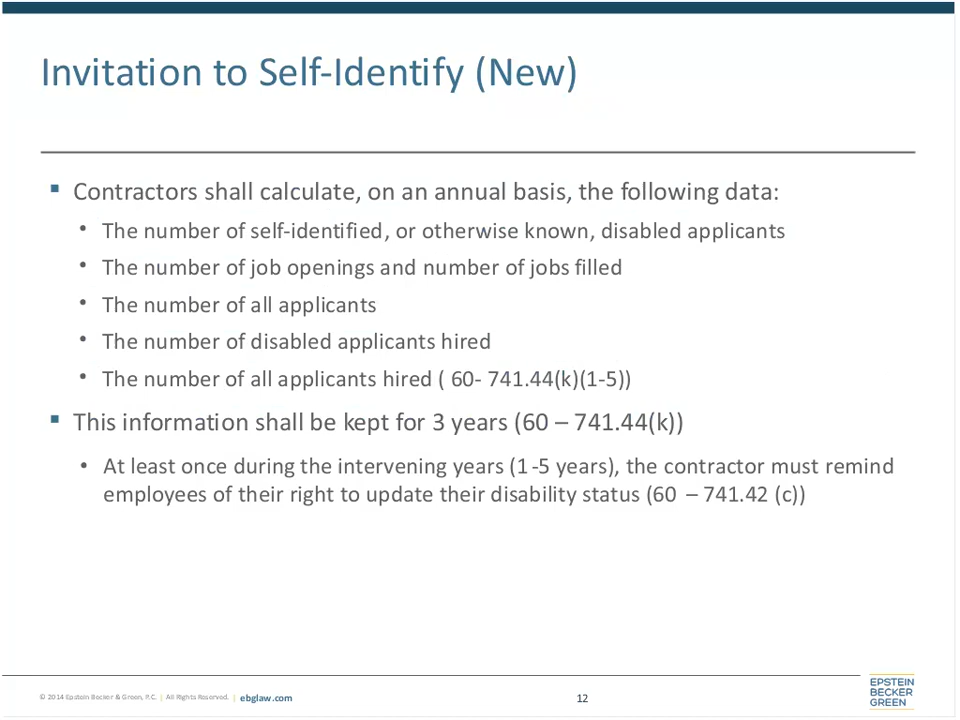 Invitation to Self-Identify (New)
▪ Contractors shall calculate, on an annual basis, the following data:
• The number of self-identified, or otherwise known, disabled applicants
• The number of job openings and number of jobs filled
• The number of all applicants
• The number of disabled applicants hired
• The number of all applicants hired ( 60- 741.44(k)(1-5))
▪ This information shall be kept for 3 years (60 – 741.44(k))
• At least once during the intervening years (1-5 years), the contractor must remind
employees of their right to update their disability status (60 – 741.42 (c))
© 2014 Epstein Becker & Green, P.C. | All Rights Reserved. | ebglaw.com
12
EPSTEIN
BECKER
GREEN